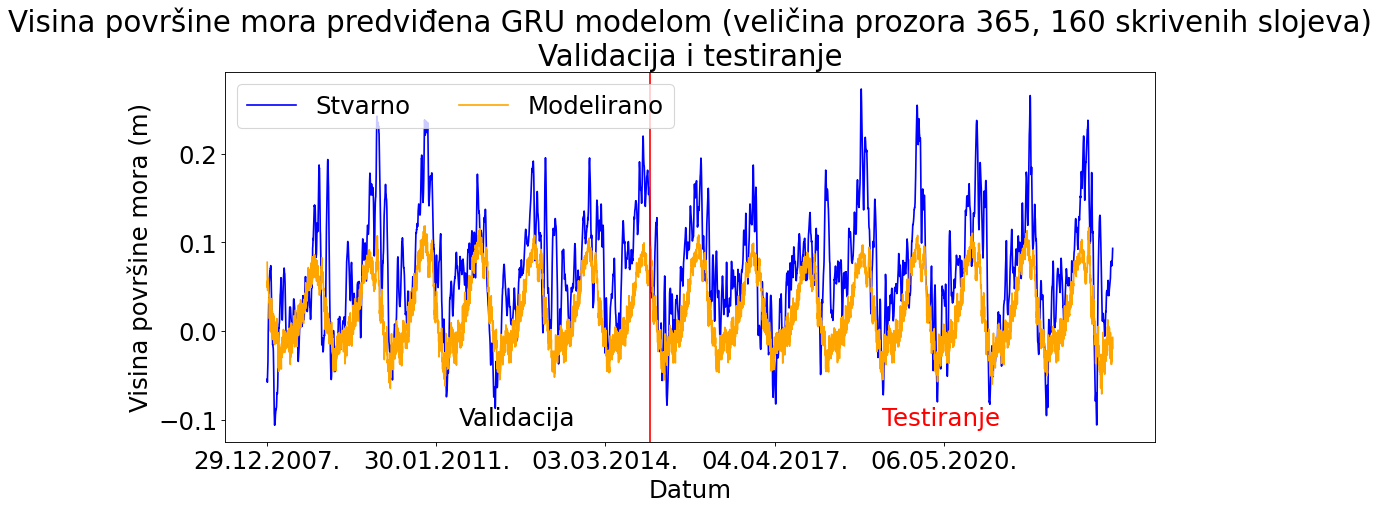 Visina površine mora predviđena GRU modelom (veličina prozora 365, 160 skrivenih slojeva)
Validacija i testiranje
Stvarno
Modelirano
Visina površine mora (m)
0.2
0.1
0.0
−0.1
Validacija
Testiranje
29.12.2007.
30.01.2011.
03.03.2014.
04.04.2017.
06.05.2020.
Datum